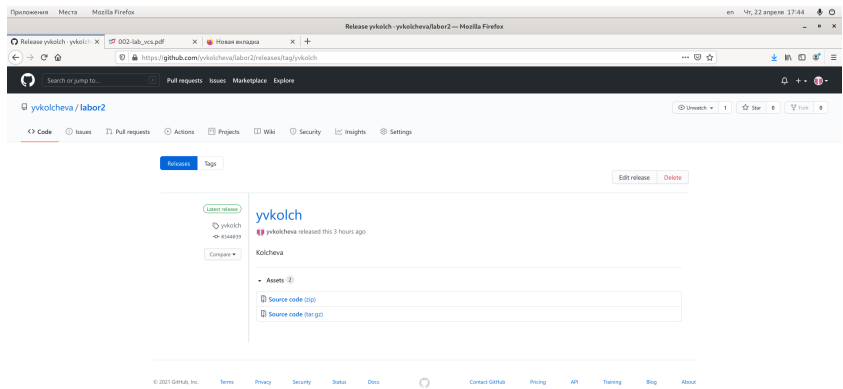 Приложения Места Mozilla Firefox en Чт, 22 апреля 17:44
Release yvkolch · yvkolcheva/labor2 — Mozilla Firefox
Release yvkolch · yvkolch 002-lab_vcs.pdf Новая вкладка
https://github.com/yvkolcheva/labor2/releases/tag/yvkolch
Search or jump to... Pull requests Issues Marketplace Explore
yvkolcheva / labor2 Unwatch 1 Star 0 Fork 0
Code Issues Pull requests Actions Projects Wiki Security Insights Settings
Releases Tags
Edit release Delete
Latest release
yvkolch
yvkolch
yvkolcheva released this 3 hours ago
Compare
Kolcheva
Assets 2
Source code (zip)
Source code (tar.gz)
© 2021 GitHub, Inc. Terms Privacy Security Status Docs Contact GitHub Pricing API Training Blog About